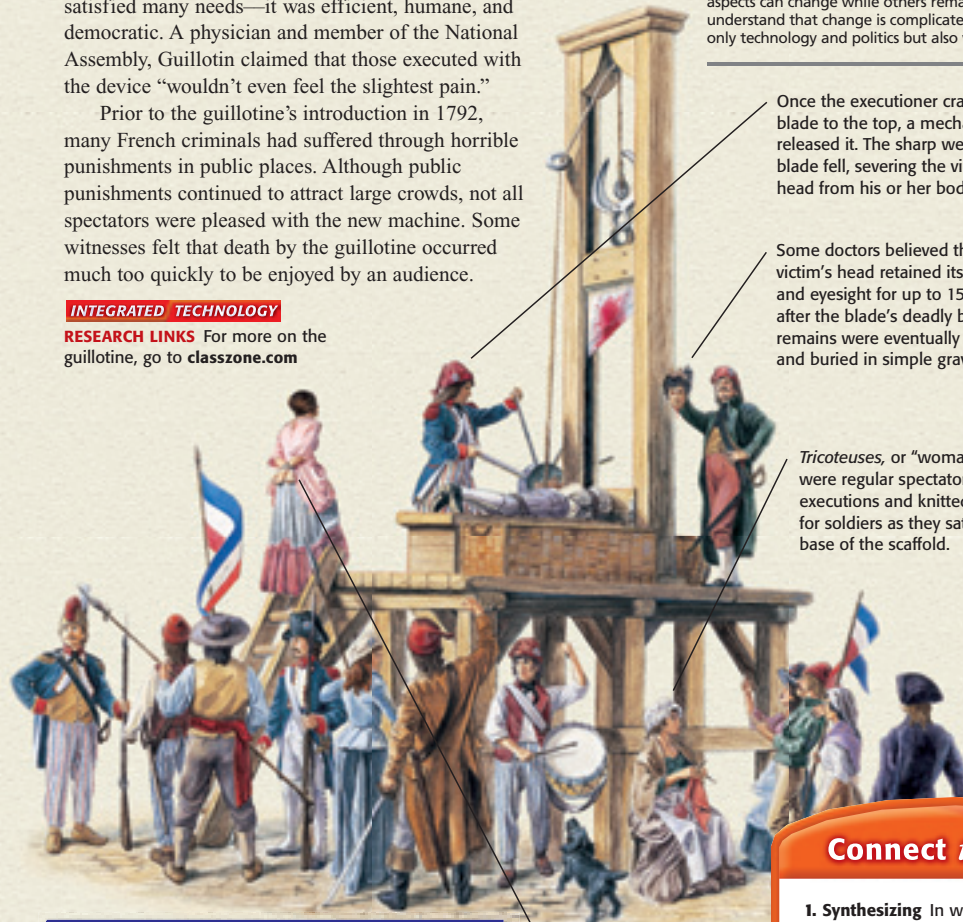 satisfied many needs—it was efficient, humane, and
democratic. A physician and member of the National
Assembly, Guillotin claimed that those executed with
the device “wouldn’t even feel the slightest pain.”
Prior to the guillotine’s introduction in 1792,
many French criminals had suffered through horrible
punishments in public places. Although public
punishments continued to attract large crowds, not all
spectators were pleased with the new machine. Some
witnesses felt that death by the guillotine occurred
much too quickly to be enjoyed by an audience.
INTEGRATED TECHNOLOGY
RESEARCH LINKS For more on the
guillotine, go to classzone.com
aspects can change while others
understand that change is
only technology and politics but also
Once the executioner
blade to the top, a
released it. The sharp
blade fell, severing the
head from his or her
Some doctors believed
victim’s head retained its
and eyesight for up to 15
after the blade’s deadly
remains were eventually
and buried in simple
Tricoteuses, or
were regular
executions and
for soldiers as they
base of the scaffold.
Connect
1. Synthesizing In